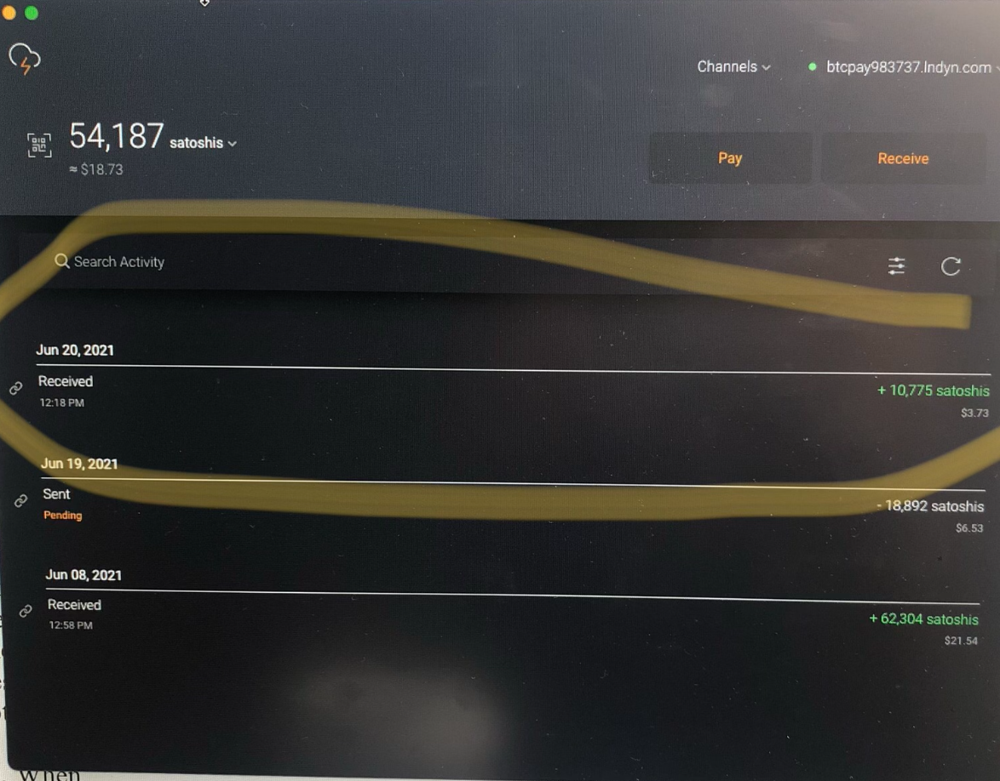 Channels
btcpay983737.lndyn.com
54,187 satoshis
≈ $18.73
Pay
Receive
Search Activity
Jun 20, 2021
Received
+ 10,775 satoshis
12:18 PM
$3.73
Jun 19, 2021
Sent
- 18,892 satoshis
Pending
$6.53
Jun 08, 2021
Received
+ 62,304 satoshis
12:58 PM
$21.54
When